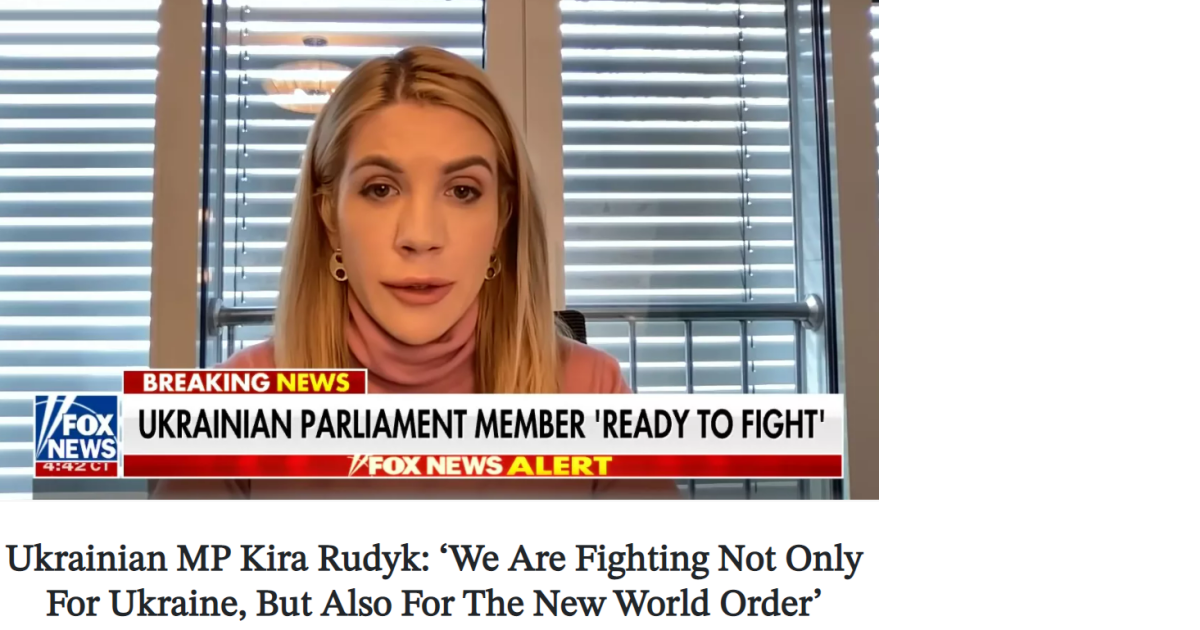 BREAKING NEWS
UKRAINIAN PARLIAMENT MEMBER 'READY TO FIGHT'
FOX
NEWS
4:42 CT
FOX NEWS ALERT
Ukrainian MP Kira Rudyk: ‘We Are Fighting Not Only
For Ukraine, But Also For The New World Order’